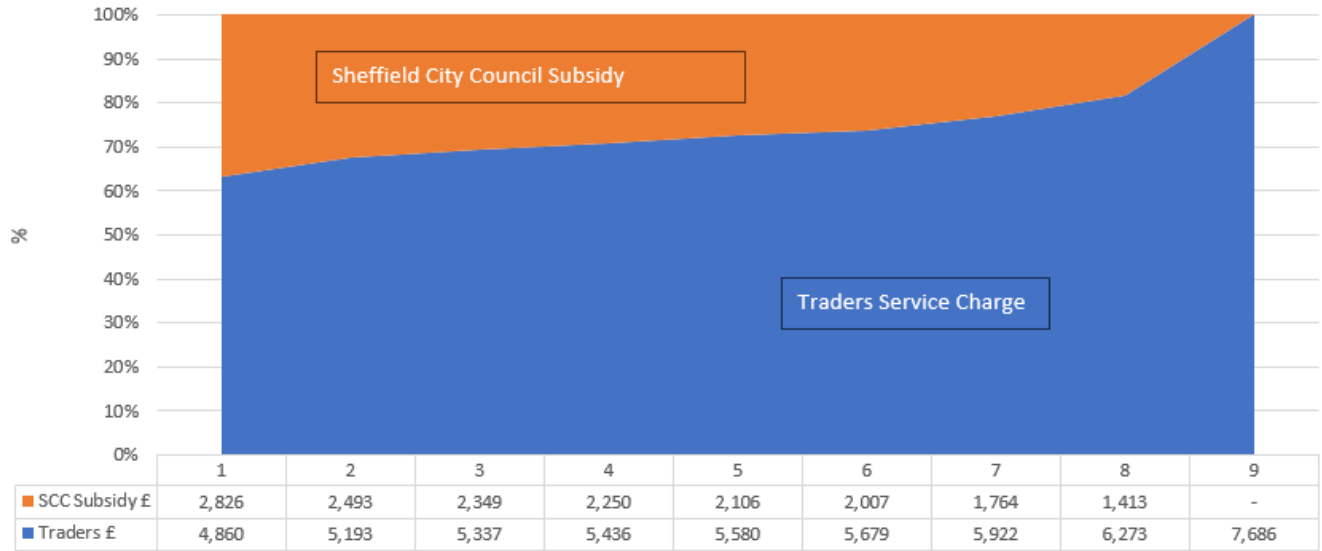 100%
90%
80%
70%
60%
50%
40%
30%
20%
10%
0%
%
Sheffield City Council Subsidy
Traders Service Charge
1 2 3 4 5 6 7 8 9
SCC Subsidy £ 2,826 2,493 2,349 2,250 2,106 2,007 1,764 1,413 -
Traders £ 4,860 5,193 5,337 5,436 5,580 5,679 5,922 6,273 7,686